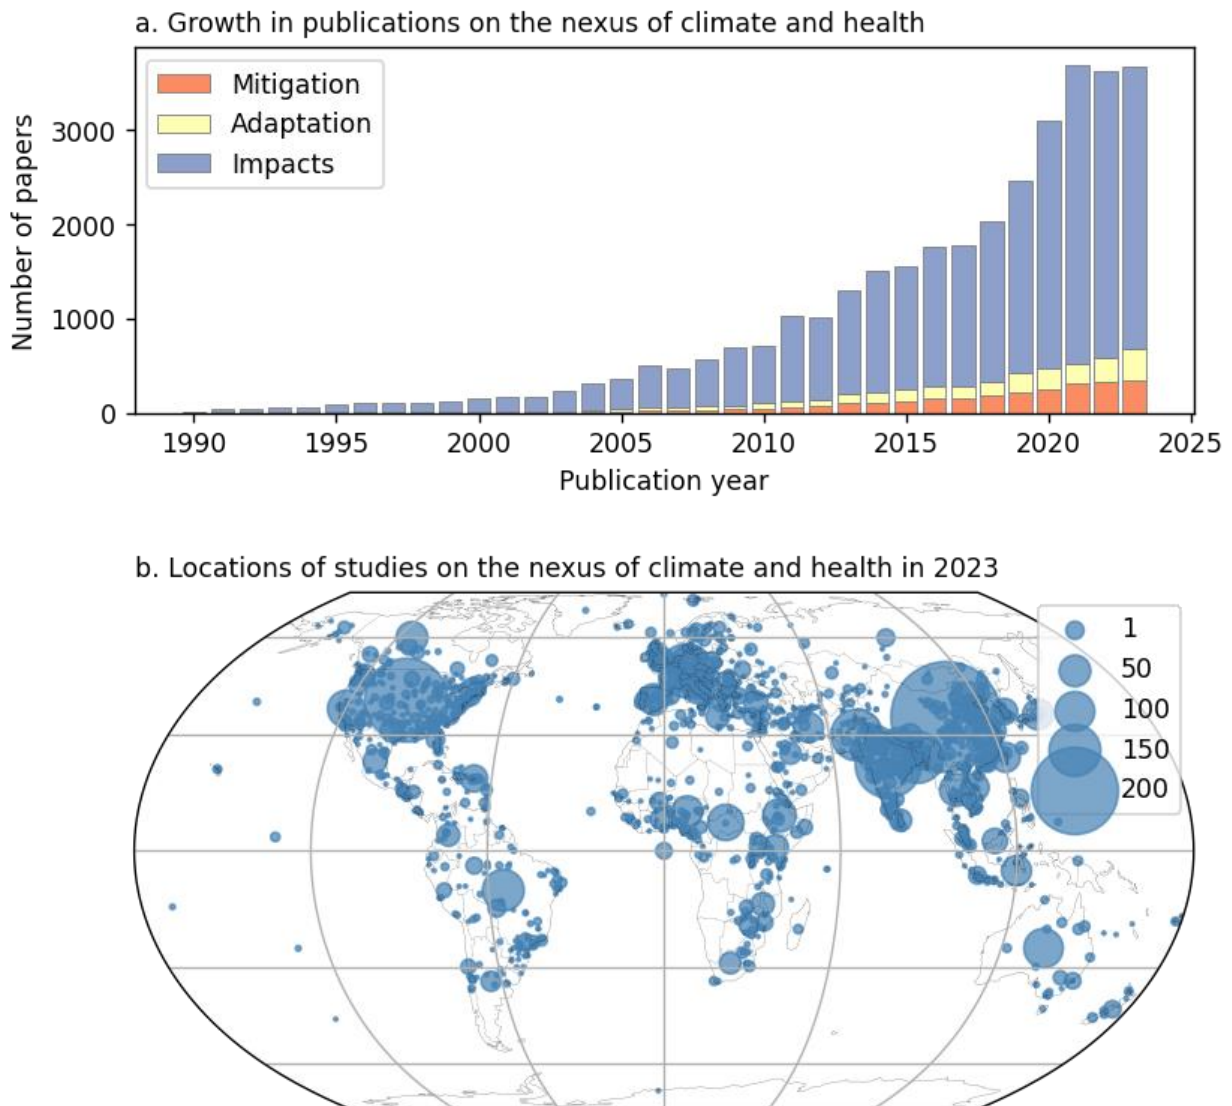 a. Growth in publications on the nexus of climate and health
Mitigation
Adaptation
Impacts
Number of papers
3000
2000
1000
0
1990 1995 2000 2005 2010 2015 2020 2025
Publication year
b. Locations of studies on the nexus of climate and health in 2023
1
50
100
150
200